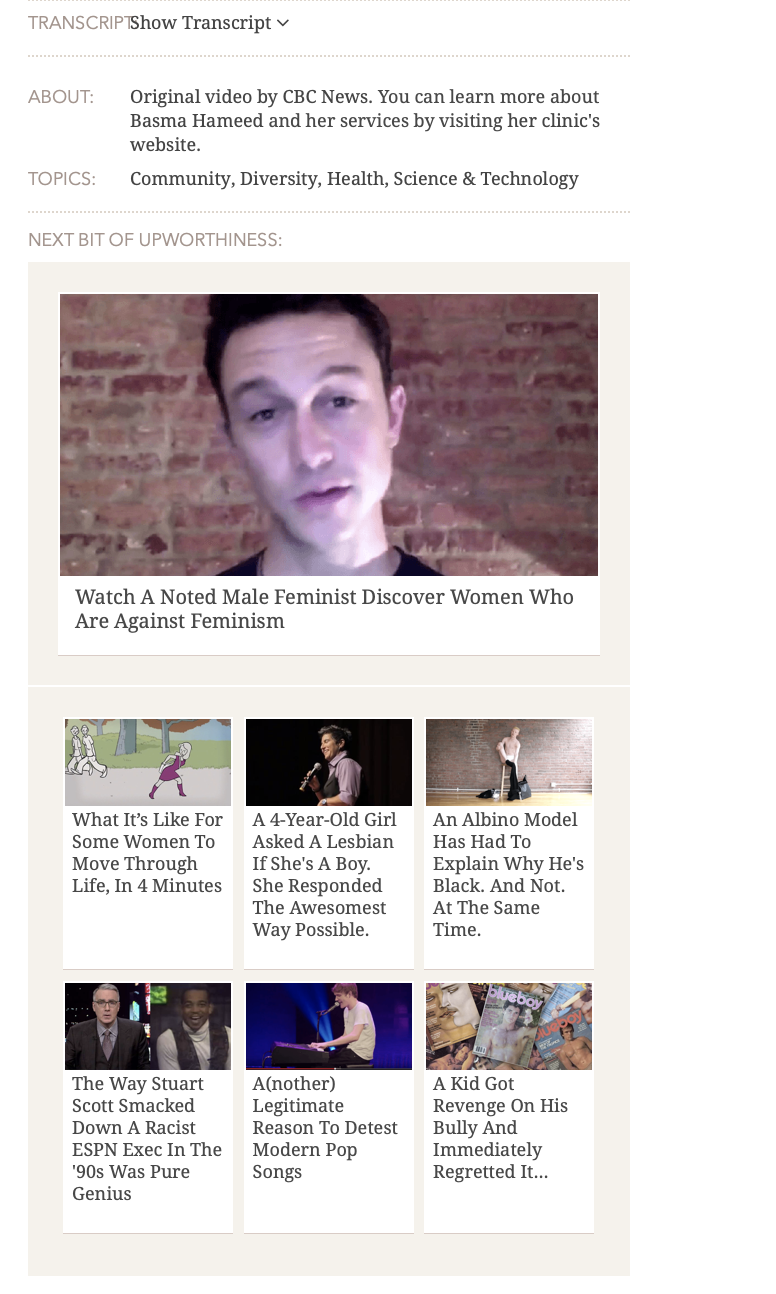 TRANSCRIPT Show Transcript
ABOUT: Original video by CBC News. You can learn more about
Basma Hameed and her services by visiting her clinic's
website.
TOPICS: Community, Diversity, Health, Science & Technology
NEXT BIT OF UPWORTHINESS:
Watch A Noted Male Feminist Discover Women Who
Are Against Feminism
What It’s Like For
Some Women To
Move Through
Life, In 4 Minutes
A 4-Year-Old Girl
Asked A Lesbian
If She's A Boy.
She Responded
The Awesomest
Way Possible.
An Albino Model
Has Had To
Explain Why He's
Black. And Not.
At The Same
Time.
The Way Stuart
Scott Smacked
Down A Racist
ESPN Exec In The
'90s Was Pure
Genius
A(nother)
Legitimate
Reason To Detest
Modern Pop
Songs
blueboy
blueboy
A Kid Got
Revenge On His
Bully And
Immediately
Regretted It...